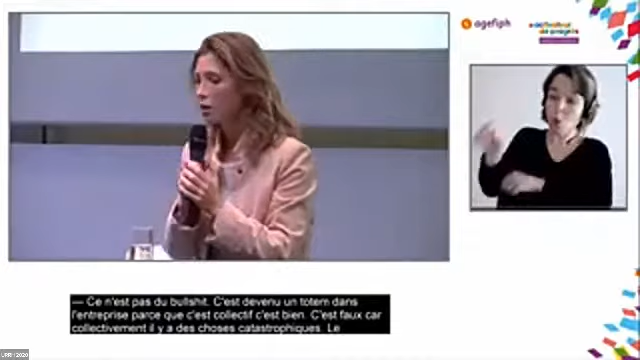 agefiph
— Ce n'est pas du bullshit. C'est devenu un totem dans
l'entreprise parce que c'est collectif c'est bien. C'est faux car
collectivement il y a des choses catastrophiques. Le